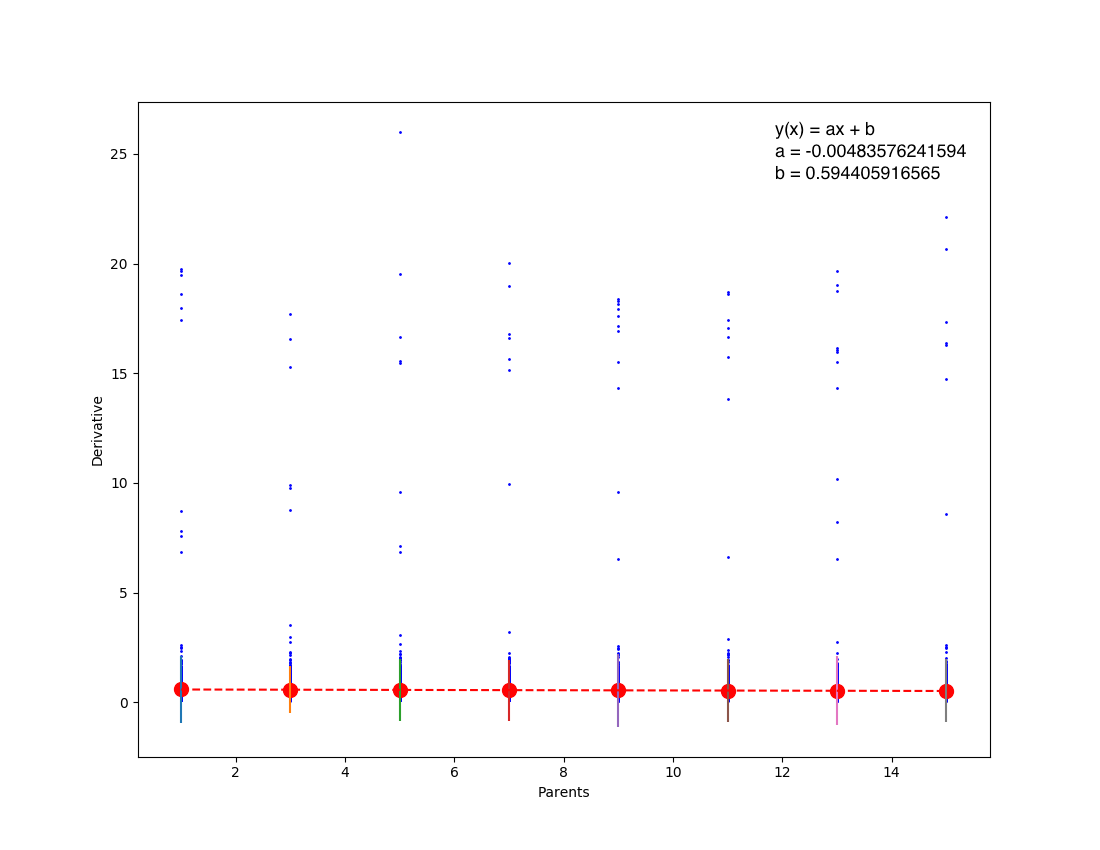 y(x) = ax + b
a = -0.00483576241594
b = 0.594405916565
25
20
15
10
5
0
Derivative
2 4 6 8 10 12 14
Parents